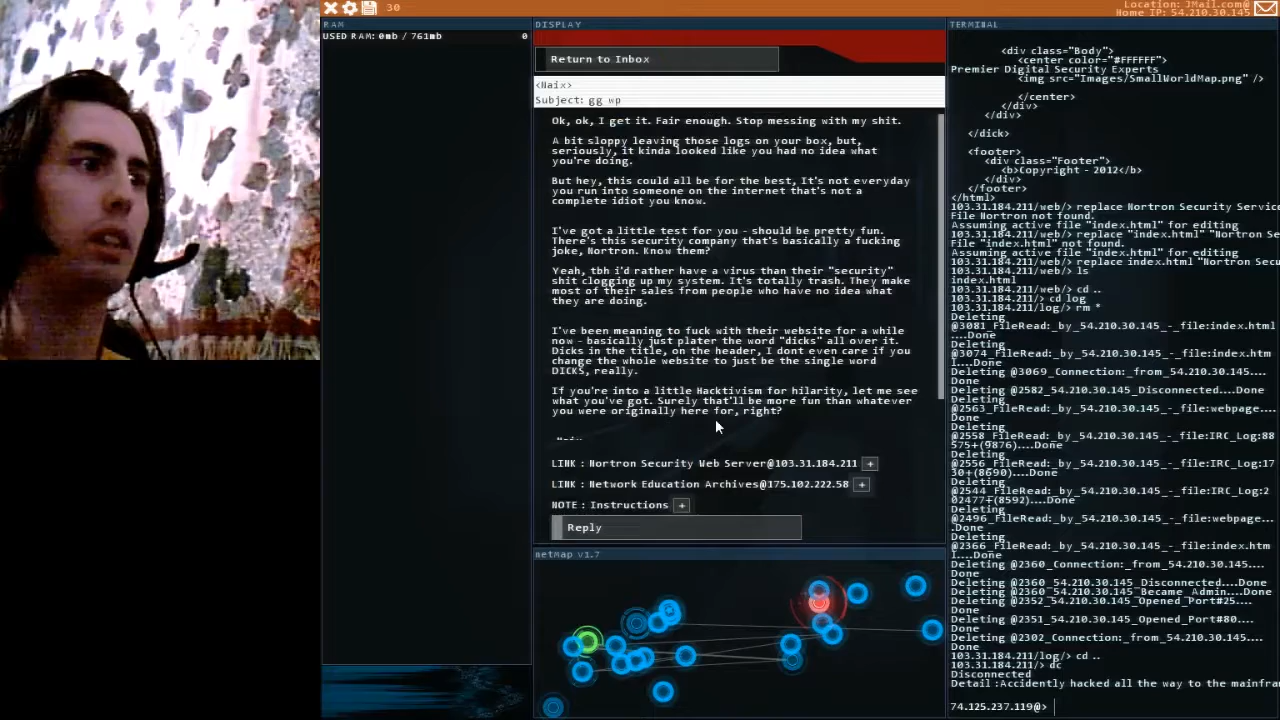 30
Location: JMail.com@
Home IP: 54.210.30.145
RAM
USED RAM: 0mb / 761mb 0
DISPLAY
Return to Inbox
<Naix>
Subject: gg wp
Ok, ok, I get it. Fair enough. Stop messing with my shit.
A bit sloppy leaving those logs on your box, but,
seriously, it kinda looked like you had no idea what
you're doing.
But hey, this could all be for the best, It's not everyday
you run into someone on the internet that's not a
complete idiot you know.
I've got a little test for you - should be pretty fun.
There's this security company that's basically a fucking
joke, Nortron. Know them?
Yeah, tbh i'd rather have a virus than their "security"
shit clogging up my system. It's totally trash. They make
most of their sales from people who have no idea what
they are doing.
I've been meaning to fuck with their website for a while
now - basically just plater the word "dicks" all over it.
Dicks in the title, on the header, I dont even care if you
change the whole website to just be the single word
DICKS, really.
If you're into a little Hacktivism for hilarity, let me see
what you've got. Surely that'll be more fun than whatever
you were originally here for, right?
LINK : Nortron Security Web Server@103.31.184.211 +
LINK : Network Education Archives@175.102.222.58 +
NOTE : Instructions +
Reply
netMap v1.7
TERMINAL
<div class="Body">
<center color="#FFFFFF">
Premier Digital Security Experts
<img src="Images/SmallWorldMap.png" />
</center>
</div>
</div>
</dick>
<footer>
<div class="Footer">
<b>Copyright - 2012</b>
</div>
</footer>
</html>
103.31.184.211/web/> replace Nortron Security Service
File Nortron not found.
Assuming active file "index.html" for editing
103.31.184.211/web/> replace "index.html" "Nortron Se
File "index.html" not found.
Assuming active file "index.html" for editing
103.31.184.211/web/> replace index.html "Nortron Secu
103.31.184.211/web/> ls
index.html
103.31.184.211/web/> cd ..
103.31.184.211/> cd log
103.31.184.211/log/> rm *
Deleting
@3081_FileRead:_by_54.210.30.145_-_file:index.html
....Done
Deleting
@3074_FileRead:_by_54.210.30.145_-_file:index.htm
l....Done
Deleting @3069_Connection:_from_54.210.30.145....
Done
Deleting @2582_54.210.30.145_Disconnected....Done
Deleting
@2563_FileRead:_by_54.210.30.145_-_file:webpage...
.Done
Deleting
@2558_FileRead:_by_54.210.30.145_-_file:IRC_Log:88
575+(9876)....Done
Deleting
@2556_FileRead:_by_54.210.30.145_-_file:IRC_Log:17
30+(8690)....Done
Deleting
@2544_FileRead:_by_54.210.30.145_-_file:IRC_Log:2
02477+(8592)....Done
Deleting
@2496_FileRead:_by_54.210.30.145_-_file:webpage...
.Done
Deleting
@2366_FileRead:_by_54.210.30.145_-_file:index.htm
l....Done
Deleting @2360_Connection:_from_54.210.30.145....
Done
Deleting @2360_54.210.30.145_Disconnected....Done
Deleting @2360_54.210.30.145_Became_Admin....Done
Deleting @2352_54.210.30.145_Opened_Port#25....
Done
Deleting @2351_54.210.30.145_Opened_Port#80....
Done
Deleting @2302_Connection:_from_54.210.30.145....
Done
103.31.184.211/log/> cd ..
103.31.184.211/> dc
Disconnected
Detail :Accidently hacked all the way to the mainfra
74.125.237.119@>